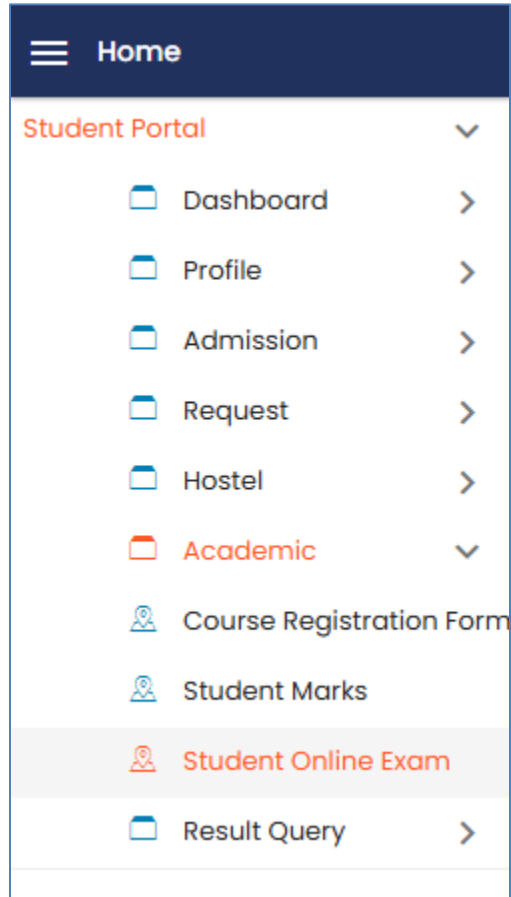 Home
Student Portal
Dashboard
Profile
Admission
Request
Hostel
Academic
Course Registration Form
Student Marks
Student Online Exam
Result Query